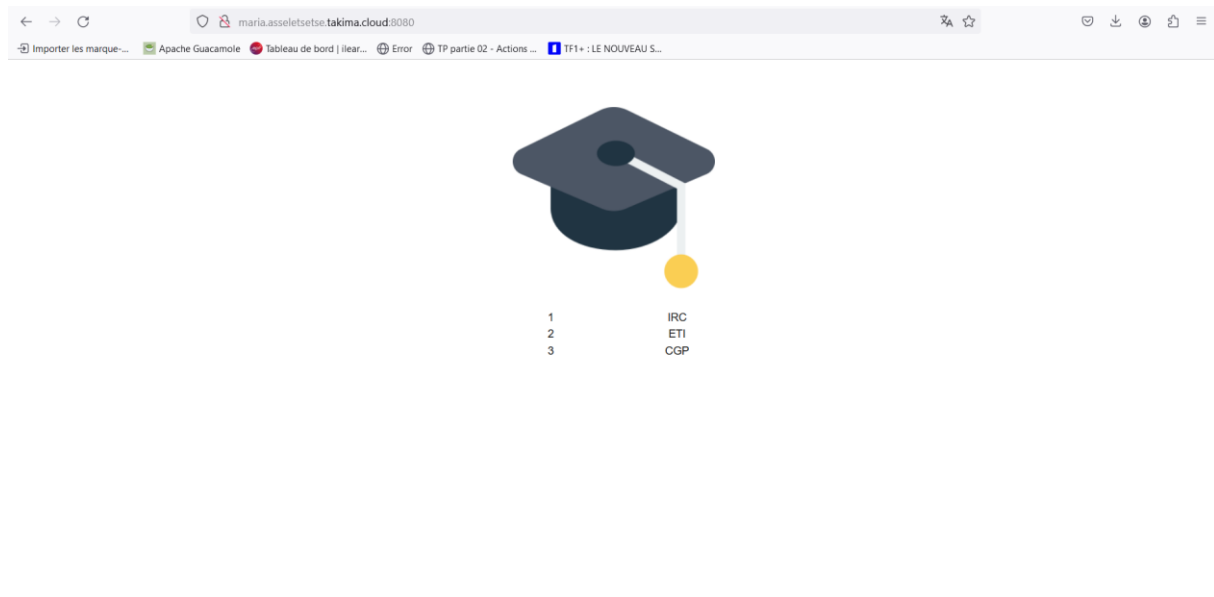 maria.asseletsetse.takima.cloud:8080
Importer les marque-... Apache Guacamole Tableau de bord | ilear... Error TP partie 02 - Actions ... TF1+ : LE NOUVEAU S...
1 IRC
2 ETI
3 CGP